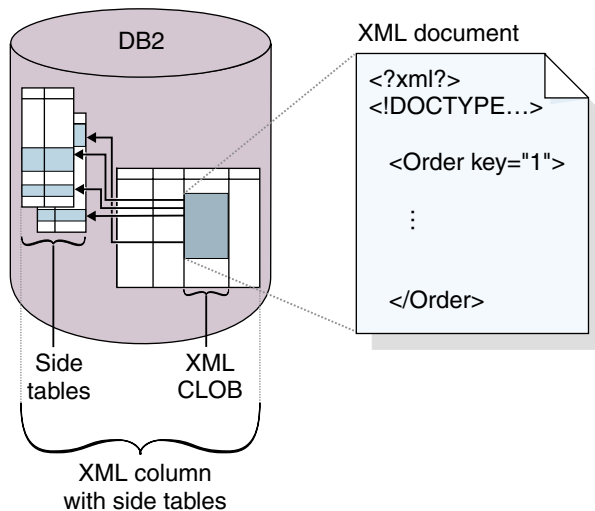 DB2
XML document
<?xml?>
<!DOCTYPE...>
<Order key="1">
⋮
</Order>
Side
tables
XML
CLOB
XML column
with side tables